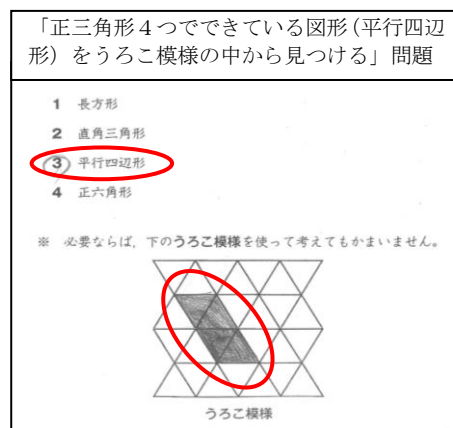 「正三角形４つでできている図形(平行四辺
形）をうろこ模様の中から見つける」問題
1 長方形
2 直角三角形
3 平行四辺形
4 正六角形
※ 必要ならば，下のうろこ模様を使って考えてもかまいません。
うろこ模様